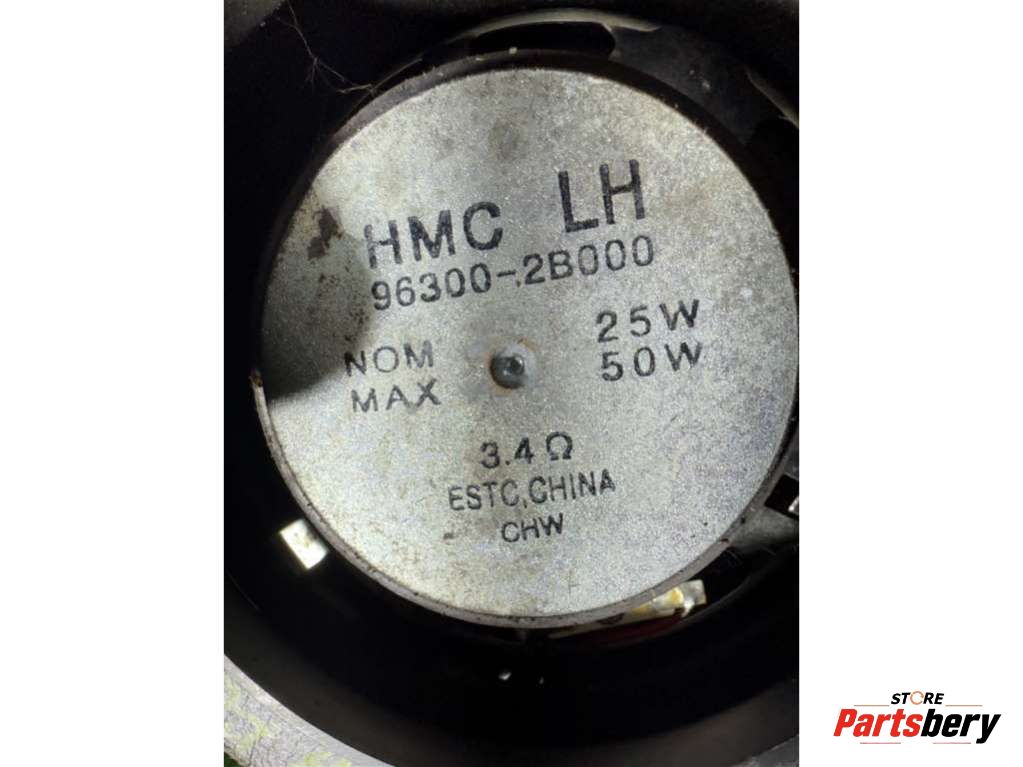 HMC LH
96300-2B000
NOM 25W
MAX 50W
3.4Ω
ESTC,CHINA
CHW
STORE
Partsbery